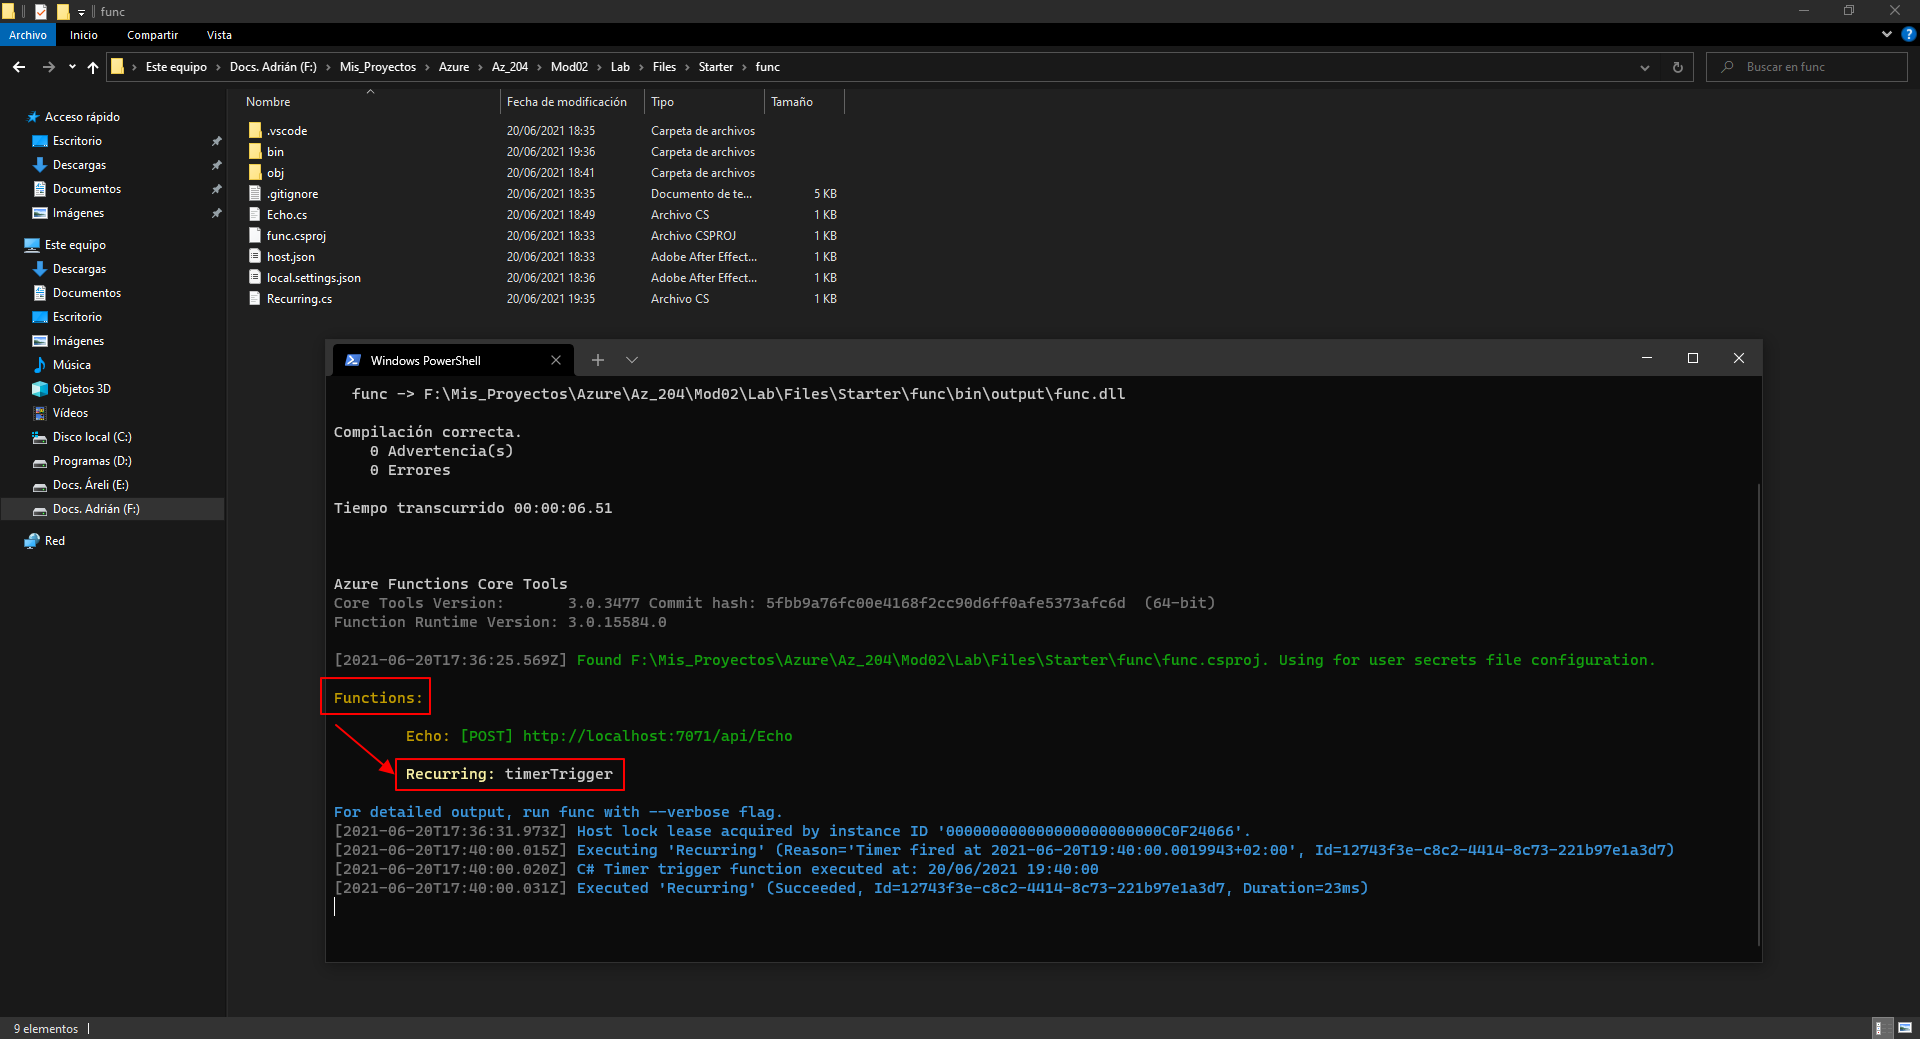 func
Archivo Inicio Compartir Vista
Este equipo Docs. Adrián (F:) Mis_Proyectos Azure Az_204 Mod02 Lab Files Starter func Buscar en func
Acceso rápido
Escritorio
Descargas
Documentos
Imágenes
Este equipo
Descargas
Documentos
Escritorio
Imágenes
Música
Objetos 3D
Vídeos
Disco local (C:)
Programas (D:)
Docs. Áreli (E:)
Docs. Adrián (F:)
Red
Nombre Fecha de modificación Tipo Tamaño
.vscode 20/06/2021 18:35 Carpeta de archivos
bin 20/06/2021 19:36 Carpeta de archivos
obj 20/06/2021 18:41 Carpeta de archivos
.gitignore 20/06/2021 18:35 Documento de te... 5 KB
Echo.cs 20/06/2021 18:49 Archivo CS 1 KB
func.csproj 20/06/2021 18:33 Archivo CSPROJ 1 KB
host.json 20/06/2021 18:33 Adobe After Effect... 1 KB
local.settings.json 20/06/2021 18:36 Adobe After Effect... 1 KB
Recurring.cs 20/06/2021 19:35 Archivo CS 1 KB
Windows PowerShell
func -> F:\Mis_Proyectos\Azure\Az_204\Mod02\Lab\Files\Starter\func\bin\output\func.dll
Compilación correcta.
0 Advertencia(s)
0 Errores
Tiempo transcurrido 00:00:06.51
Azure Functions Core Tools
Core Tools Version: 3.0.3477 Commit hash: 5fbb9a76fc00e4168f2cc90d6ff0afe5373afc6d (64-bit)
Function Runtime Version: 3.0.15584.0
[2021-06-20T17:36:25.569Z] Found F:\Mis_Proyectos\Azure\Az_204\Mod02\Lab\Files\Starter\func\func.csproj. Using for user secrets file configuration.
Functions:
Echo: [POST] http://localhost:7071/api/Echo
Recurring: timerTrigger
For detailed output, run func with --verbose flag.
[2021-06-20T17:36:31.973Z] Host lock lease acquired by instance ID '000000000000000000000000C0F24066'.
[2021-06-20T17:40:00.015Z] Executing 'Recurring' (Reason='Timer fired at 2021-06-20T19:40:00.0019943+02:00', Id=12743f3e-c8c2-4414-8c73-221b97e1a3d7)
[2021-06-20T17:40:00.020Z] C# Timer trigger function executed at: 20/06/2021 19:40:00
[2021-06-20T17:40:00.031Z] Executed 'Recurring' (Succeeded, Id=12743f3e-c8c2-4414-8c73-221b97e1a3d7, Duration=23ms)
9 elementos